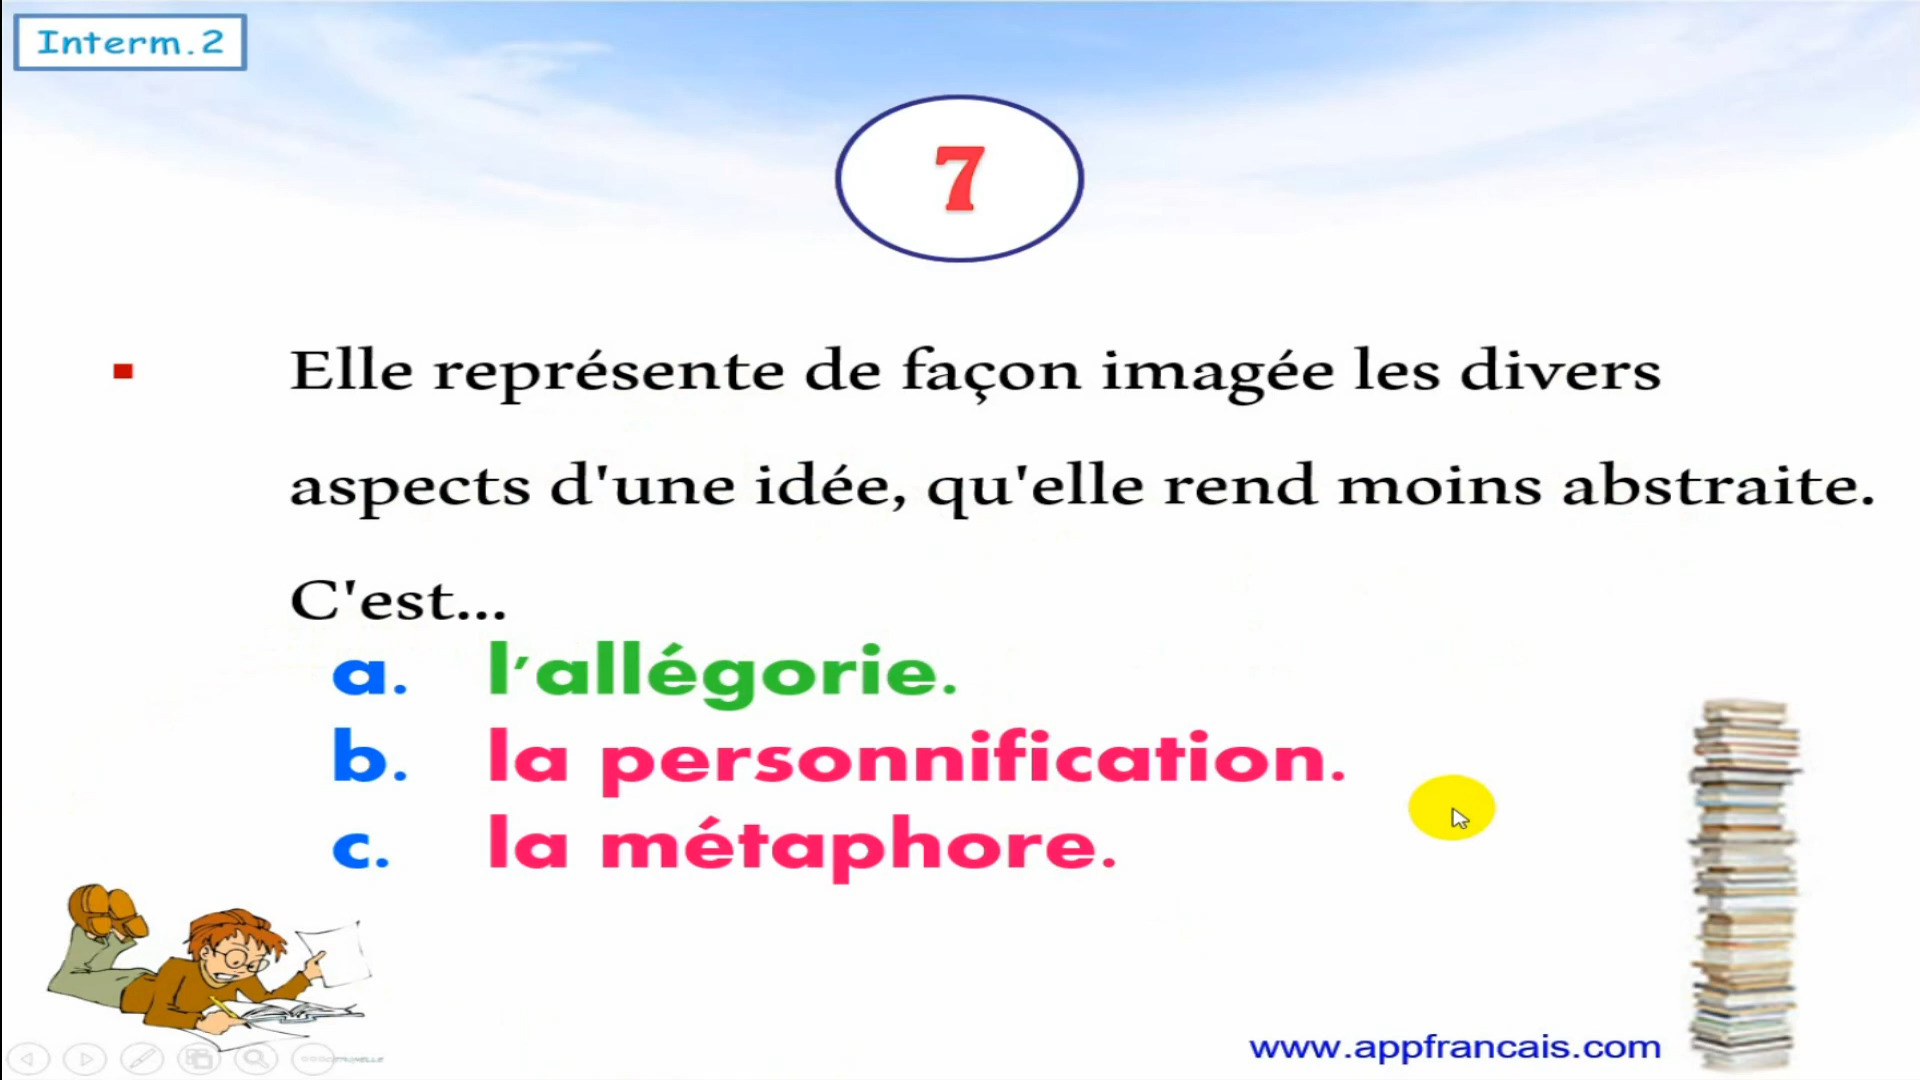 Interm.2
7
Elle représente de façon imagée les divers
aspects d'une idée, qu'elle rend moins abstraite.
C'est...
a. l'allégorie.
b. la personnification.
c. la métaphore.
www.appfrancais.com